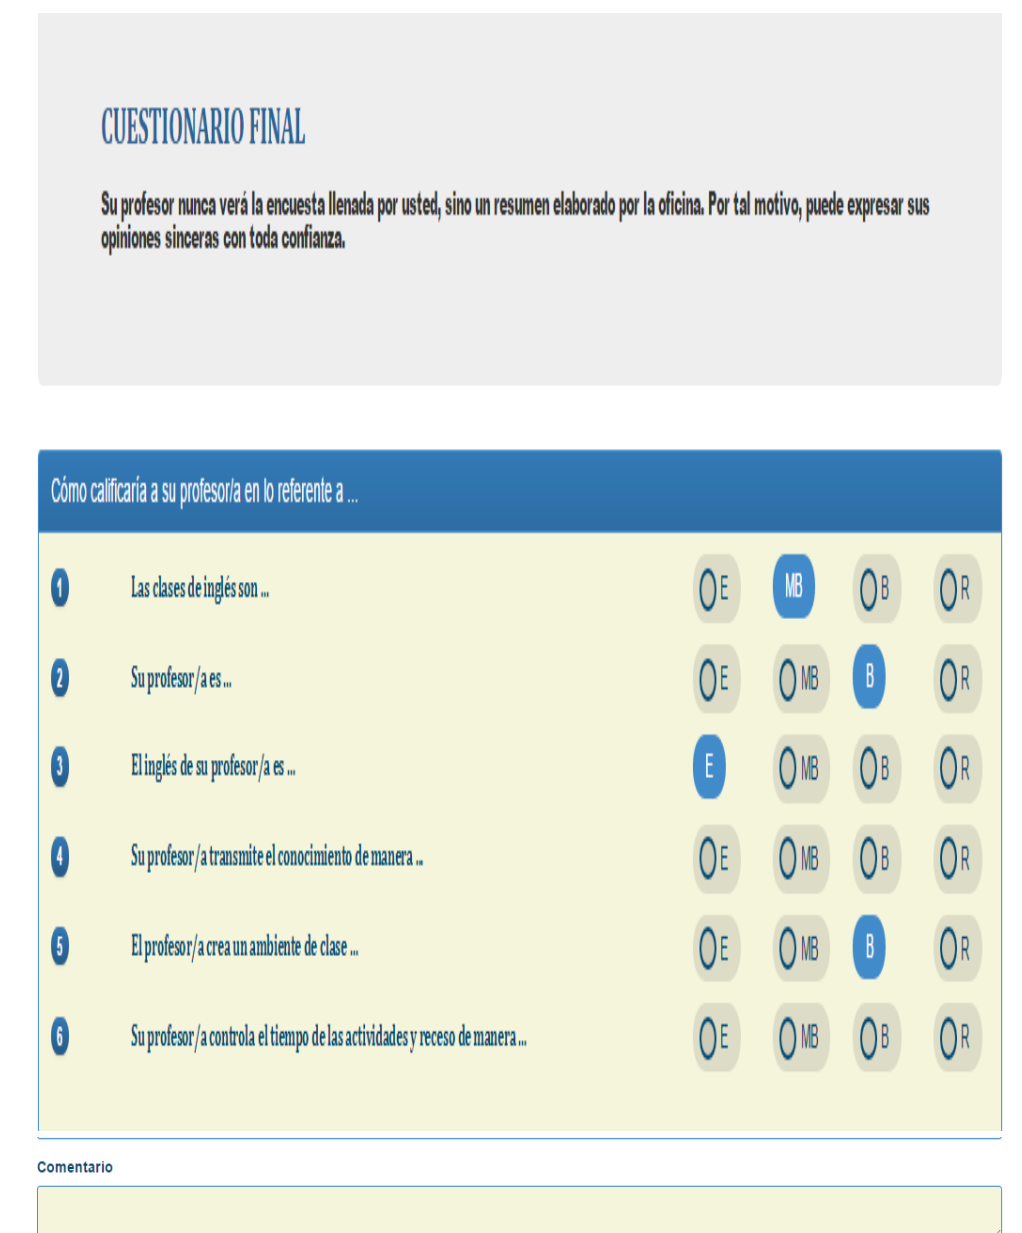 CUESTIONARIO FINAL
Su profesor nunca verá la encuesta llenada por usted, sino un resumen elaborado por la oficina. Por tal motivo, puede expresar sus
opiniones sinceras con toda confianza.
Cómo calificaría a su profesor/a en lo referente a ...
1 Las clases de inglés son ... E MB B R
2 Su profesor/a es ... E MB B R
3 El inglés de su profesor/a es ... E MB B R
4 Su profesor/a transmite el conocimiento de manera ... E MB B R
5 El profesor/a crea un ambiente de clase ... E MB B R
6 Su profesor/a controla el tiempo de las actividades y receso de manera ... E MB B R
Comentario